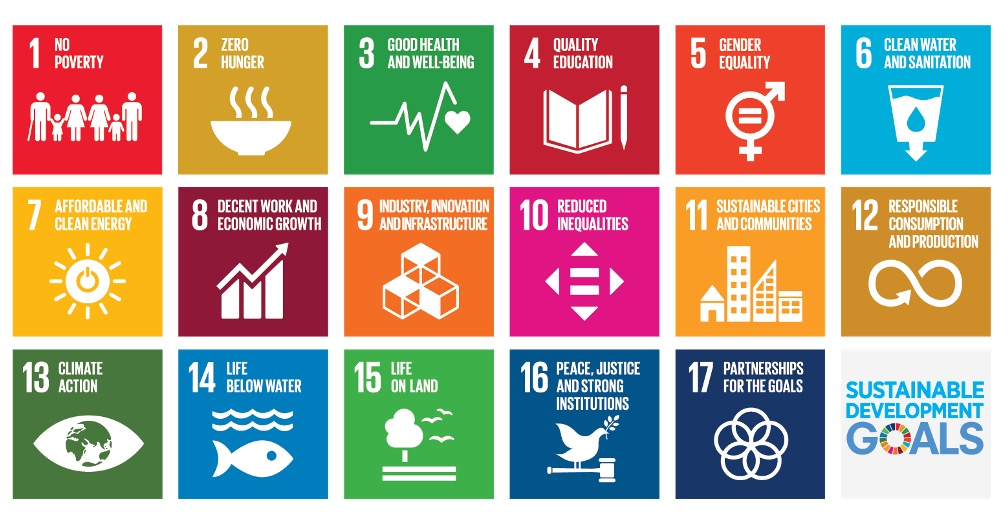 1 NO
POVERTY
2 ZERO
HUNGER
3 GOOD HEALTH
AND WELL-BEING
4 QUALITY
EDUCATION
5 GENDER
EQUALITY
6 CLEAN WATER
AND SANITATION
7 AFFORDABLE AND
CLEAN ENERGY
8 DECENT WORK AND
ECONOMIC GROWTH
9 INDUSTRY, INNOVATION
AND INFRASTRUCTURE
10 REDUCED
INEQUALITIES
11 SUSTAINABLE CITIES
AND COMMUNITIES
12 RESPONSIBLE
CONSUMPTION
AND PRODUCTION
13 CLIMATE
ACTION
14 LIFE
BELOW WATER
15 LIFE
ON LAND
16 PEACE, JUSTICE
AND STRONG
INSTITUTIONS
17 PARTNERSHIPS
FOR THE GOALS
SUSTAINABLE
DEVELOPMENT
GOALS